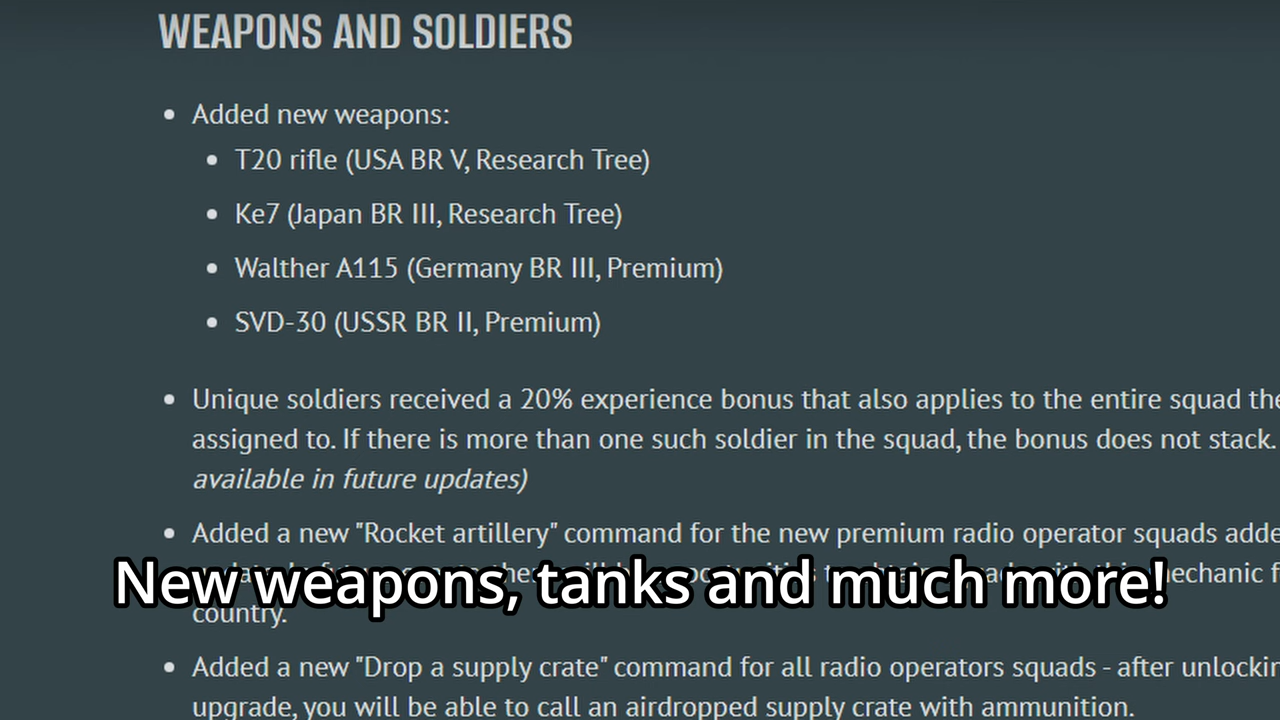 WEAPONS AND SOLDIERS
• Added new weapons:
• T20 rifle (USA BR V, Research Tree)
• Ke7 (Japan BR III, Research Tree)
• Walther A115 (Germany BR III, Premium)
• SVD-30 (USSR BR II, Premium)
• Unique soldiers received a 20% experience bonus that also applies to the entire squad
assigned to. If there is more than one such soldier in the squad, the bonus does not stack.
available in future updates)
• Added a new "Rocket artillery" command for the new premium radio operator squads
New weapons, tanks and much more!
country.
• Added a new "Drop a supply crate" command for all radio operators squads - after
upgrade, you will be able to call an airdropped supply crate with ammunition.